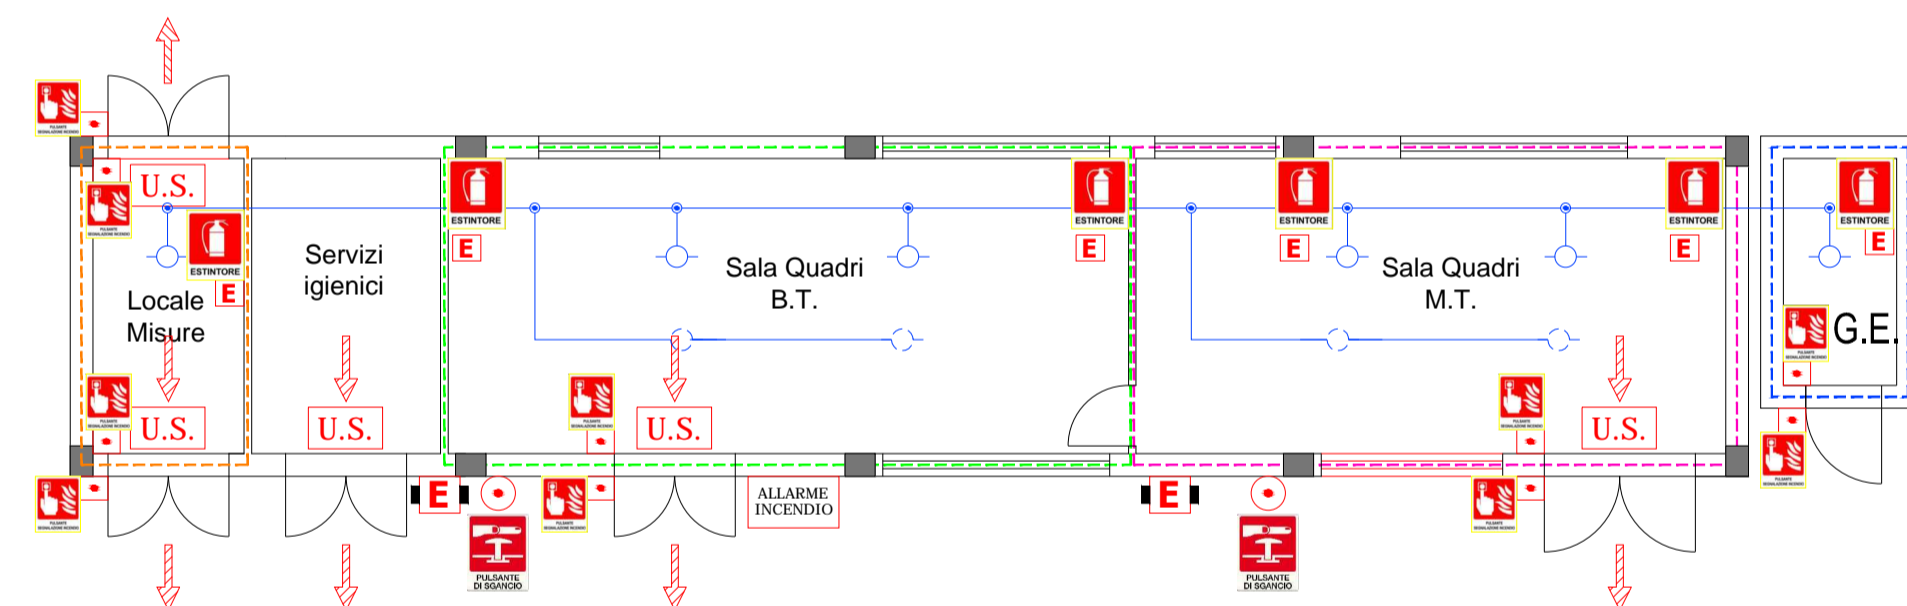 U.S.
ESTINTORE
E
Locale
Misure
U.S.
Servizi
igienici
U.S.
ESTINTORE
E
Sala Quadri
B.T.
ESTINTORE
E
U.S.
ESTINTORE
E
Sala Quadri
M.T.
ESTINTORE
E
U.S.
ESTINTORE
E
G.E.
E
PULSANTE
DI SGANCIO
ALLARME
INCENDIO
E
PULSANTE
DI SGANCIO